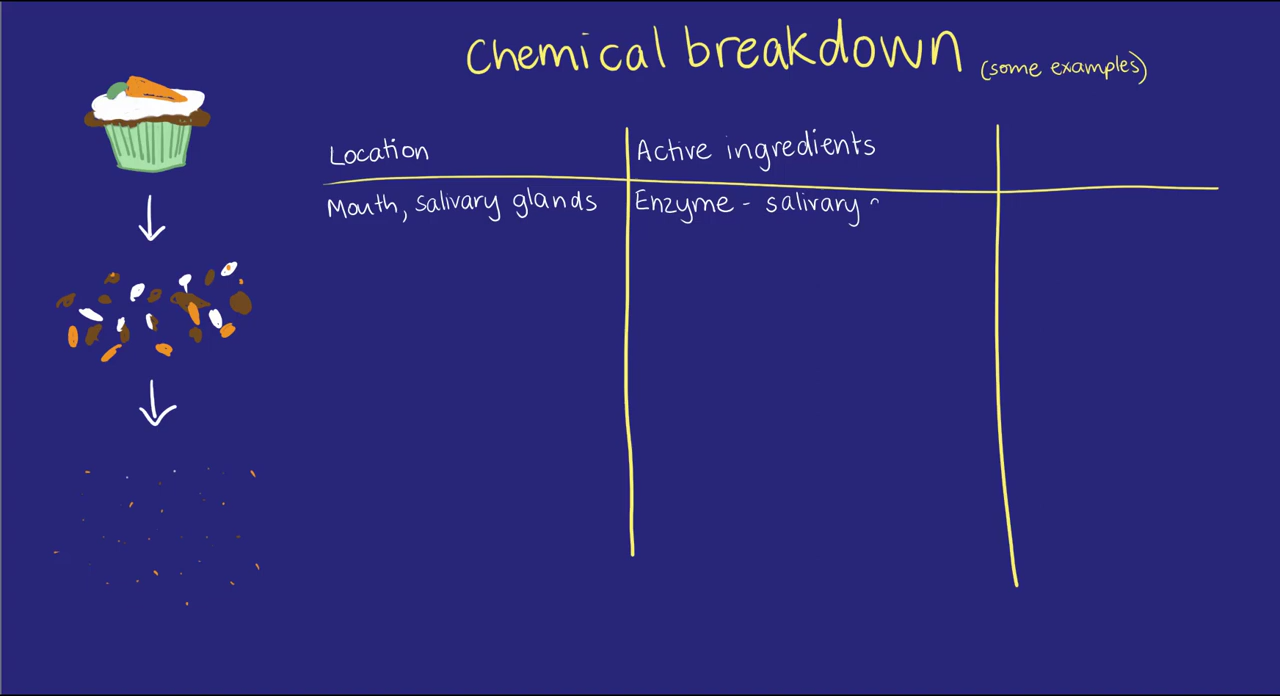 Chemical breakdown (some examples)
Location Active ingredients
Mouth, salivary glands Enzyme - salivary